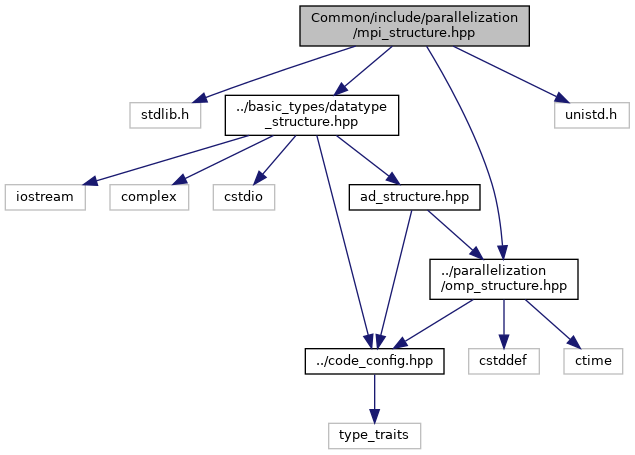 Common/include/parallelization
/mpi_structure.hpp
stdlib.h
../basic_types/datatype
_structure.hpp
unistd.h
iostream
complex
cstdio
ad_structure.hpp
../parallelization
/omp_structure.hpp
../code_config.hpp
cstddef
ctime
type_traits